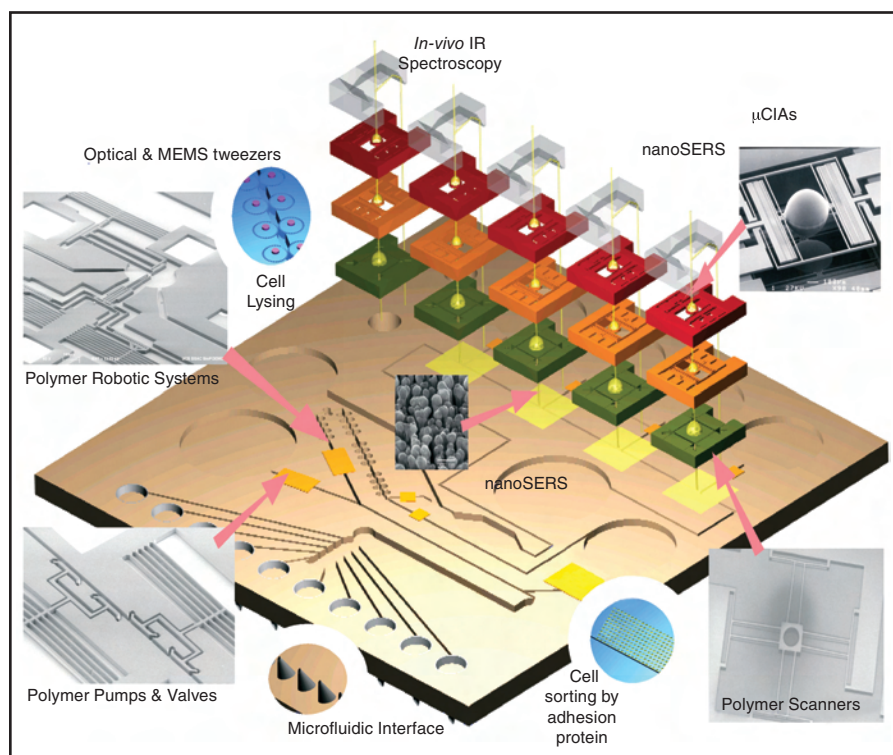 In-vivo IR
Spectroscopy
μCIAs
nanoSERS
Optical & MEMS tweezers
Cell
Lysing
Polymer Robotic Systems
nanoSERS
Polymer Pumps & Valves
Microfluidic Interface
Cell
sorting by
adhesion
protein
Polymer Scanners